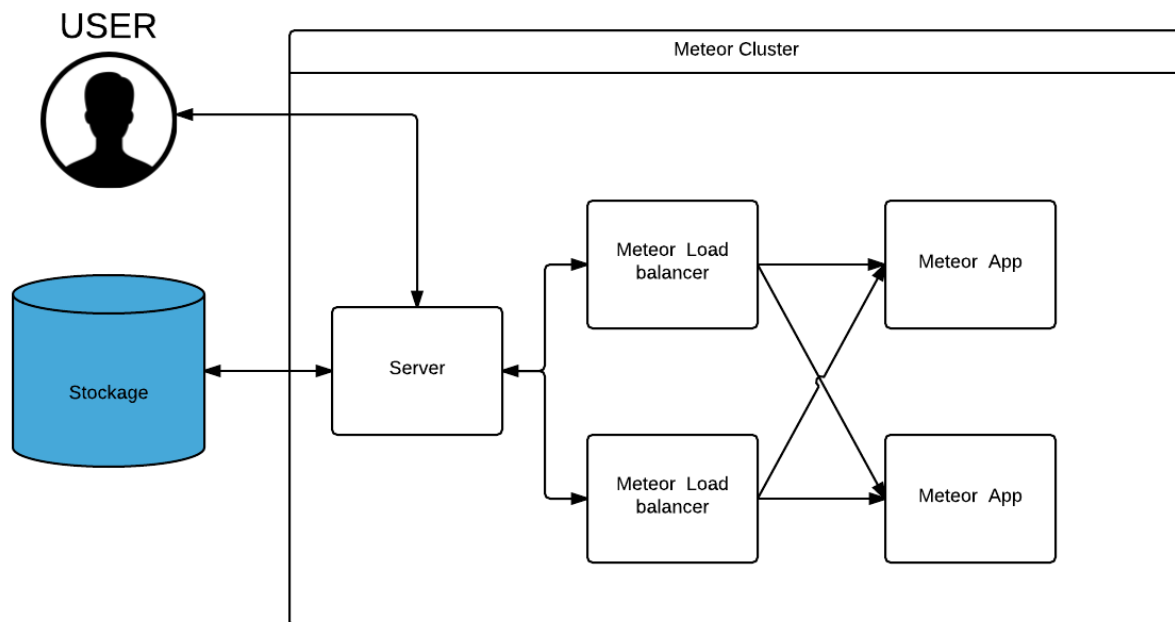 USER
Meteor Cluster
Meteor Load
balancer
Meteor App
Server
Stockage
Meteor Load
balancer
Meteor App